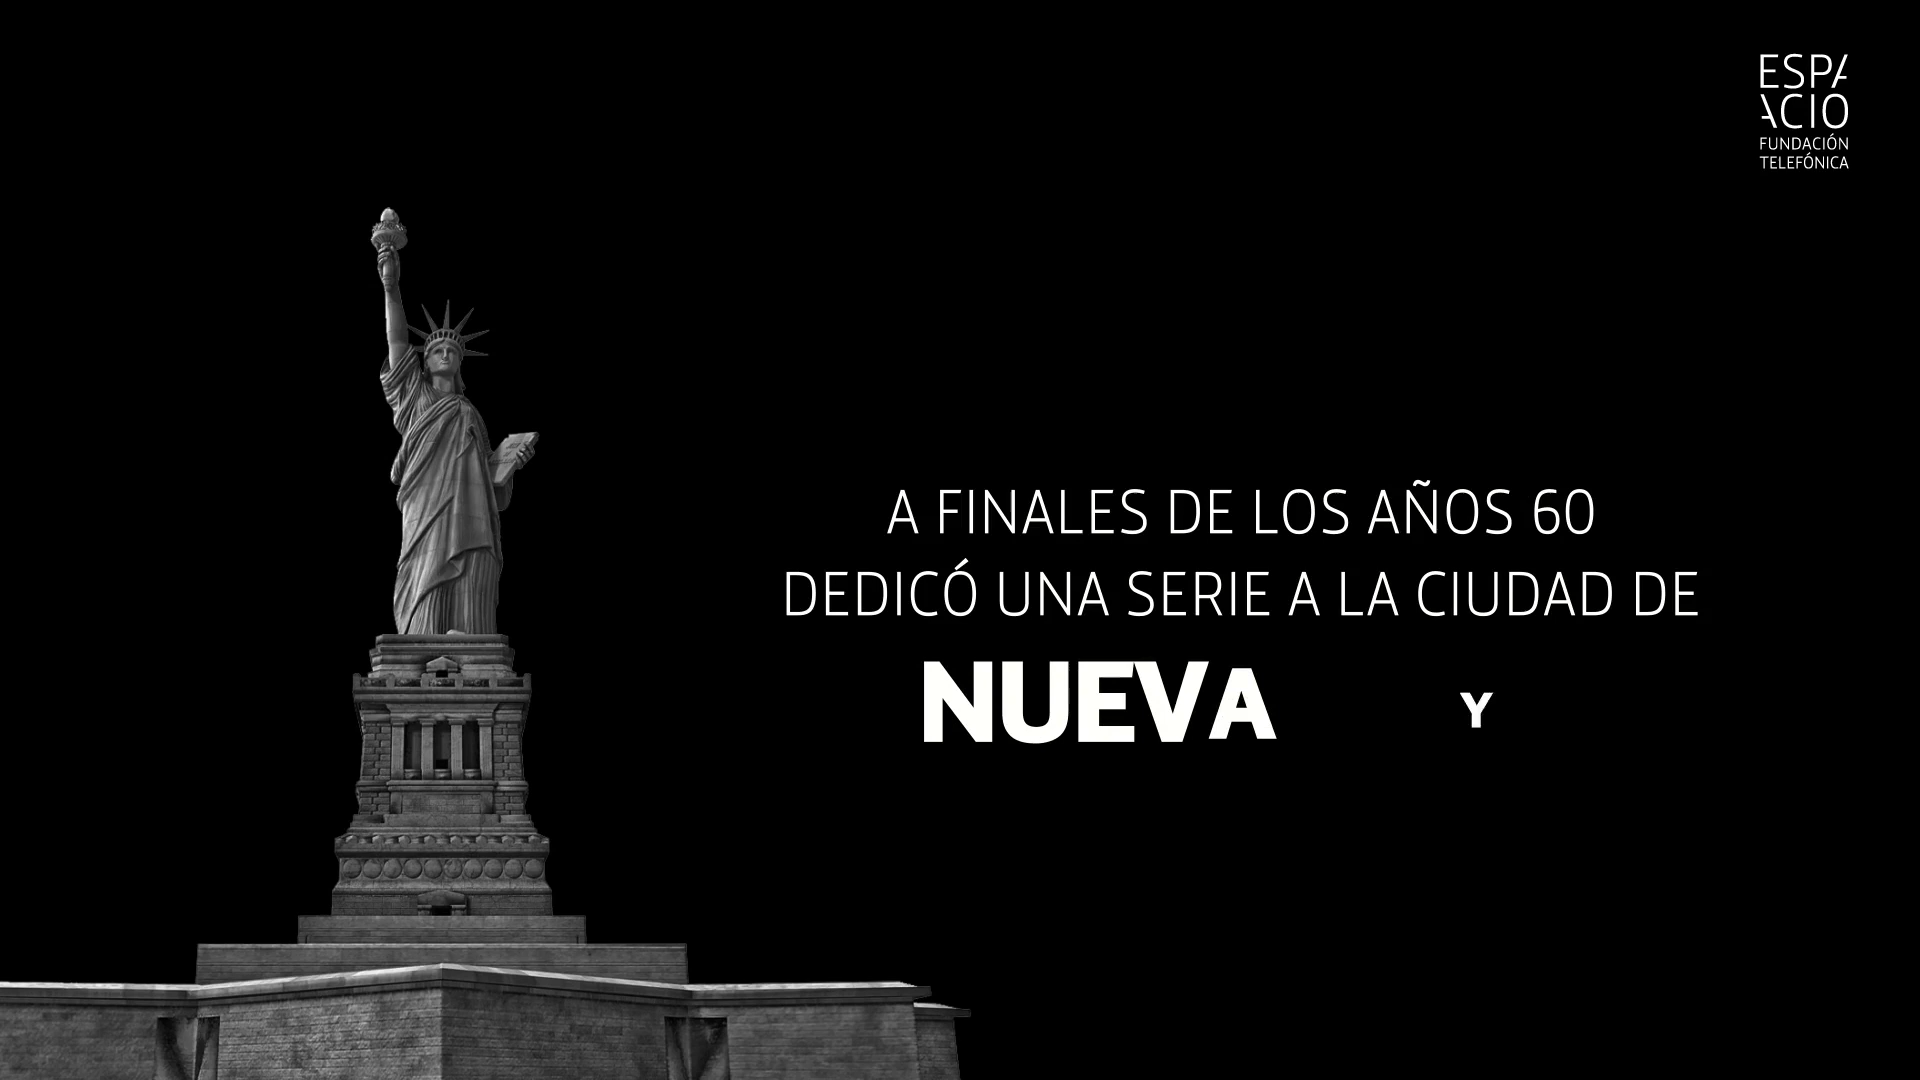 ESPA
ACIO
FUNDACIÓN
TELEFÓNICA
A FINALES DE LOS AÑOS 60
DEDICÓ UNA SERIE A LA CIUDAD DE
NUEVA Y